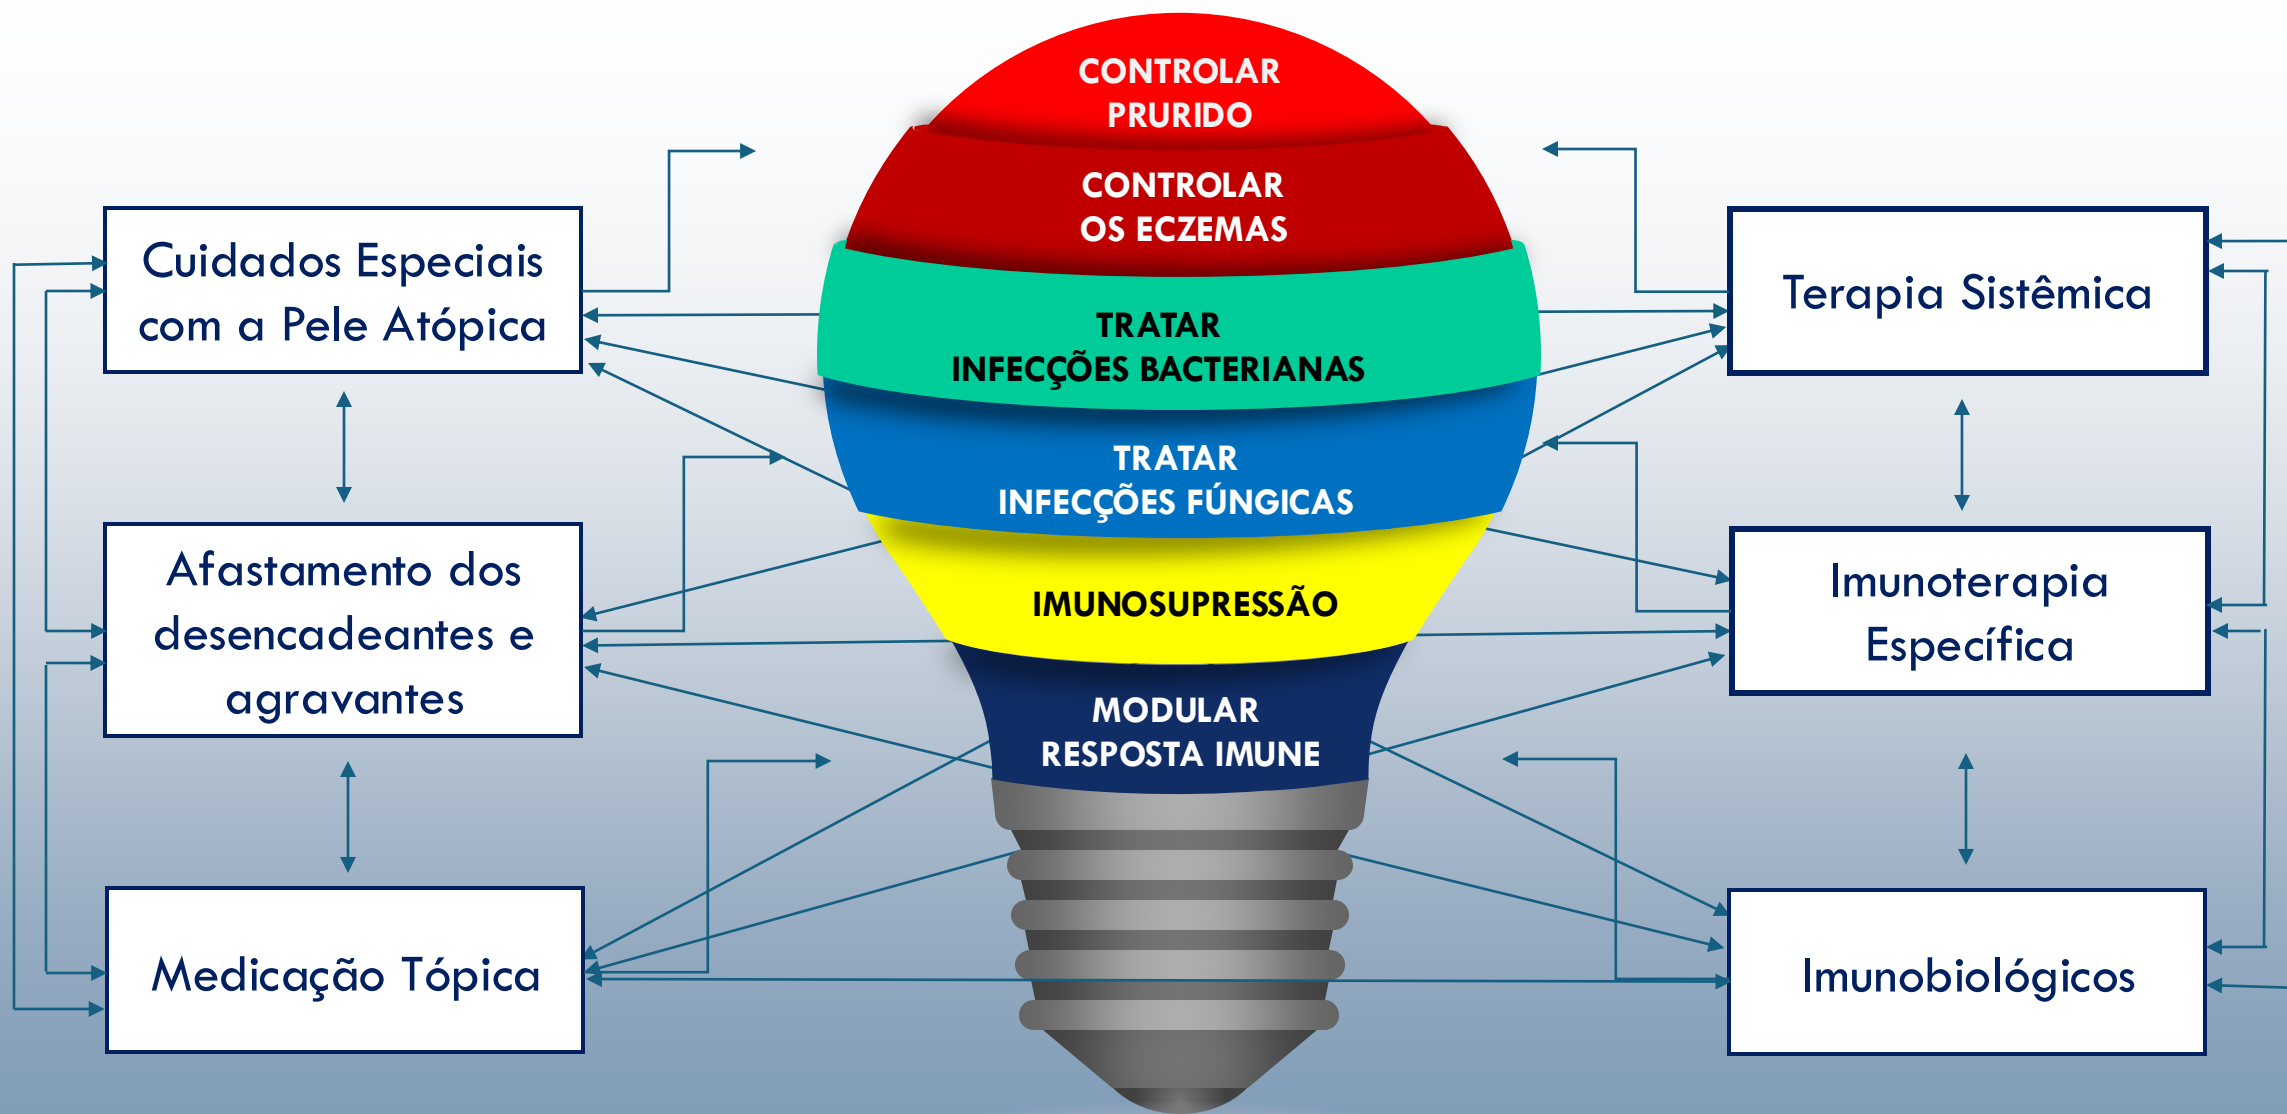 CONTROLAR
PRURIDO
CONTROLAR
OS ECZEMAS
TRATAR
INFECÇÕES BACTERIANAS
TRATAR
INFECÇÕES FÚNGICAS
IMUNOSUPRESSÃO
MODULAR
RESPOSTA IMUNE
Cuidados Especiais
com a Pele Atópica
Afastamento dos
desencadeantes e
agravantes
Medicação Tópica
Terapia Sistêmica
Imunoterapia
Específica
Imunobiológicos